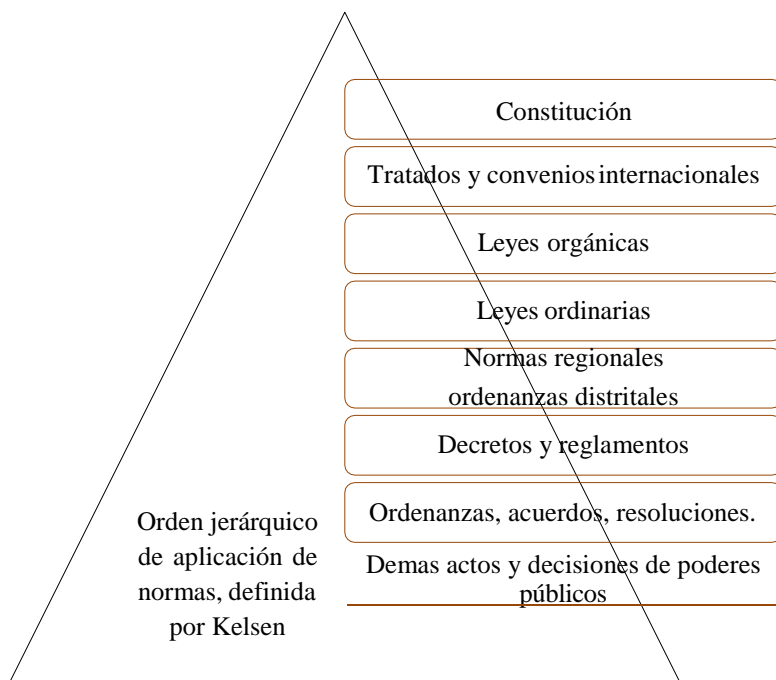 Constitución
Tratados y convenios internacionales
Leyes orgánicas
Leyes ordinarias
Normas regionales
ordenanzas distritales
Decretos y reglamentos
Ordenanzas, acuerdos, resoluciones.
Demas actos y decisiones de poderes
públicos
Orden jerárquico
de aplicación de
normas, definida
por Kelsen